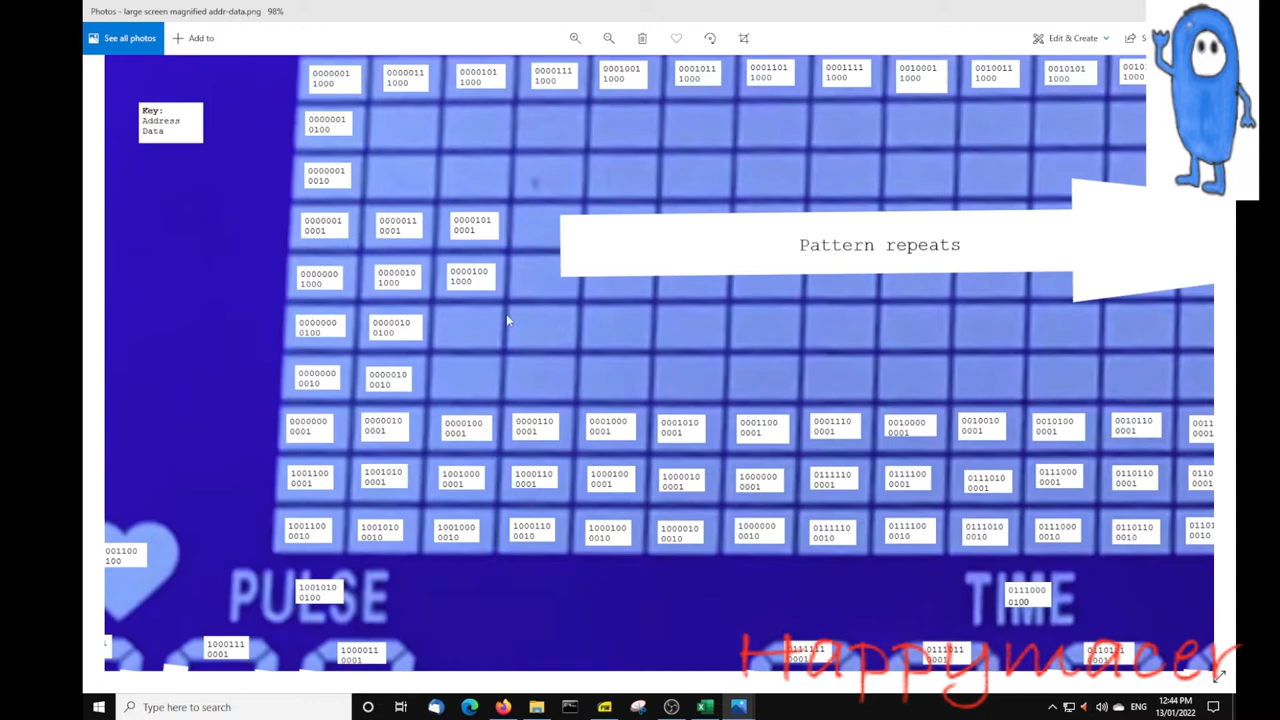 Photos - large screen magnified addr-data.png  98%
See all photos
Add to
Edit & Create
Key:
Address
Data
0000001 0000011 0000101 0000111 0001001 0001011 0001101 0001111 0010001 0010011 0010101
1000 1000 1000 1000 1000 1000 1000 1000 1000 1000 1000 1000
0000001
0100
0000001
0010
0000001 0000011 0000101
0001 0001 0001
Pattern repeats
0000000 0000010 0000100
1000 1000 1000
0000000 0000010
0100 0100
0000000 0000010
0010 0010
0000000 0000010 0000100 0000110 0001000 0001010 0001100 0001110 0010000 0010010 0010100 0010110
0001 0001 0001 0001 0001 0001 0001 0001 0001 0001 0001 0001
1001100 1001010 1001000 1000110 1000100 1000010 1000000 0111110 0111100 0111010 0111000 0110110
0001 0001 0001 0001 0001 0001 0001 0001 0001 0001 0001 0001
1001100 1001010 1001000 1000110 1000100 1000010 1000000 0111110 0111100 0111010 0111000 0110110
0010 0010 0010 0010 0010 0010 0010 0010 0010 0010 0010 0010
PULSE
1001010
0100
TIME
0111000
0100
1000111 1000011
0001 0001
Happymacer
Type here to search
ENG
12:44 PM
13/01/2022